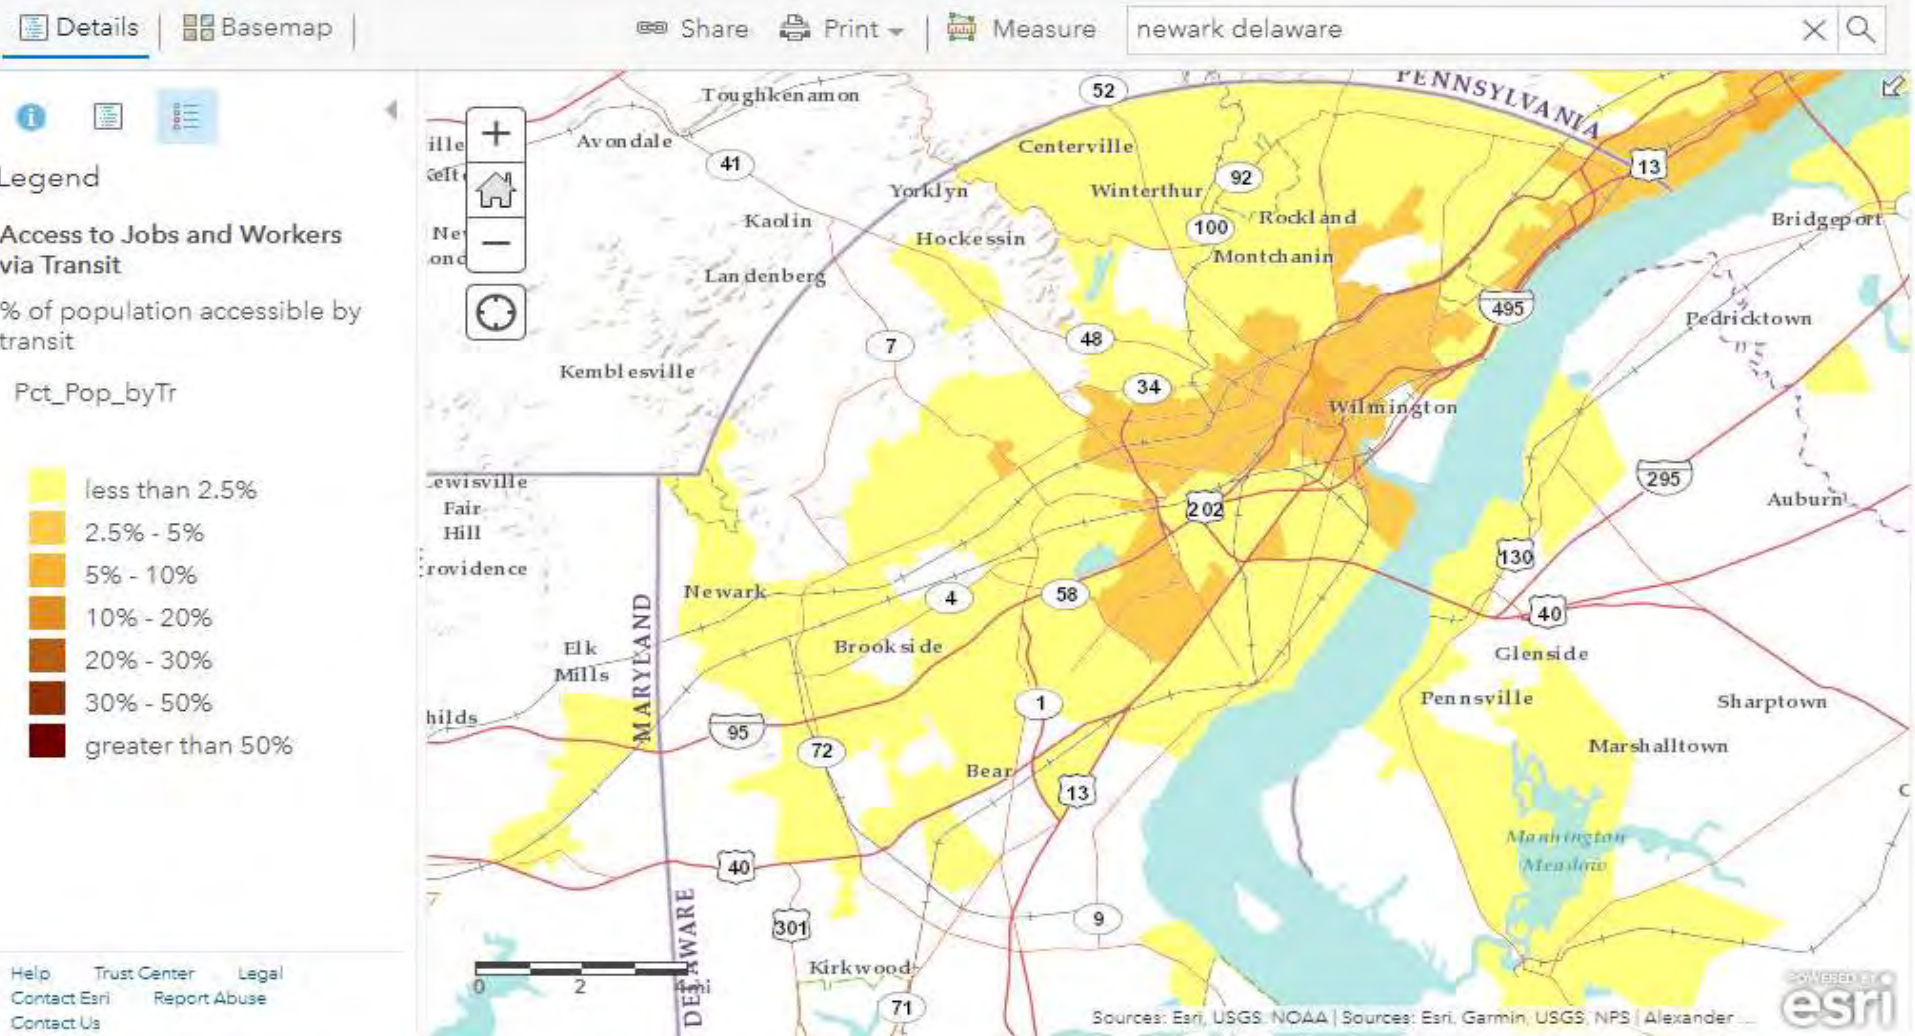 Details
Basemap
Share
Print
Measure
newark delaware
Legend
Access to Jobs and Workers
via Transit
% of population accessible by
transit
Pct_Pop_byTr
less than 2.5%
2.5% - 5%
5% - 10%
10% - 20%
20% - 30%
30% - 50%
greater than 50%
Help Trust Center Legal
Contact Esri Report Abuse
Contact Us
PENNSYLVANIA
Toughkenamon
52
Avondale
ille
41
Centerville
13
Yorklyn
Winterthur
92
Kaolin
Rockland
Bridgeport
100
Hockessin
Montchanin
Landenberg
495
Pedricktown
7
48
Kemblesville
34
Wilmington
Lewisville
295
Fair
Hill
202
Auburn
rovidence
130
Newark
4
58
40
MARYLAND
Elk
Mills
Brookside
Glenside
Pennsville
Sharptown
hilds
1
95
72
Marshalltown
Bear
13
Mannington
Meadow
40
DELAWARE
301
9
Kirkwood
0 2 4mi
71
Sources: Esri, USGS, NOAA | Sources: Esri, Garmin, USGS, NPS | Alexander ...
POWERED BY
esri